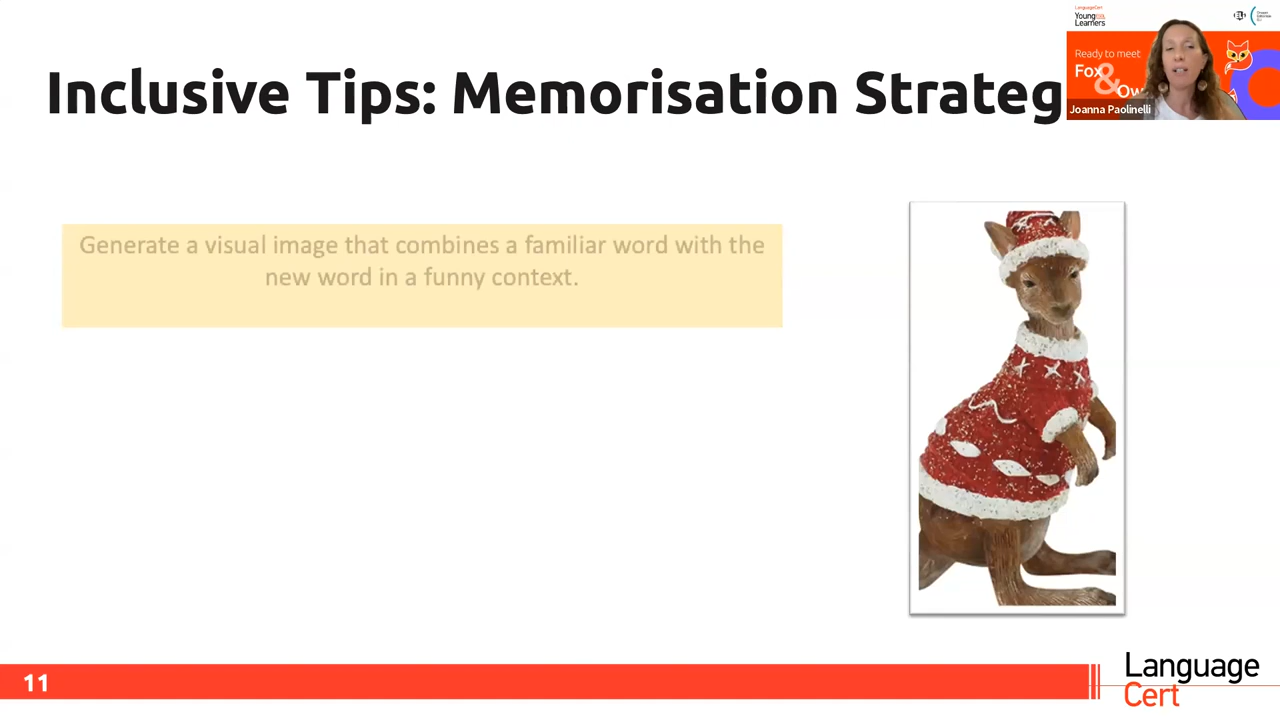 LanguageCert
Young
Learners
Ready to meet
Fox
&
Ow
Joanna Paolinelli
Inclusive Tips: Memorisation Strateg
Generate a visual image that combines a familiar word with the
new word in a funny context.
11
Language
Cert